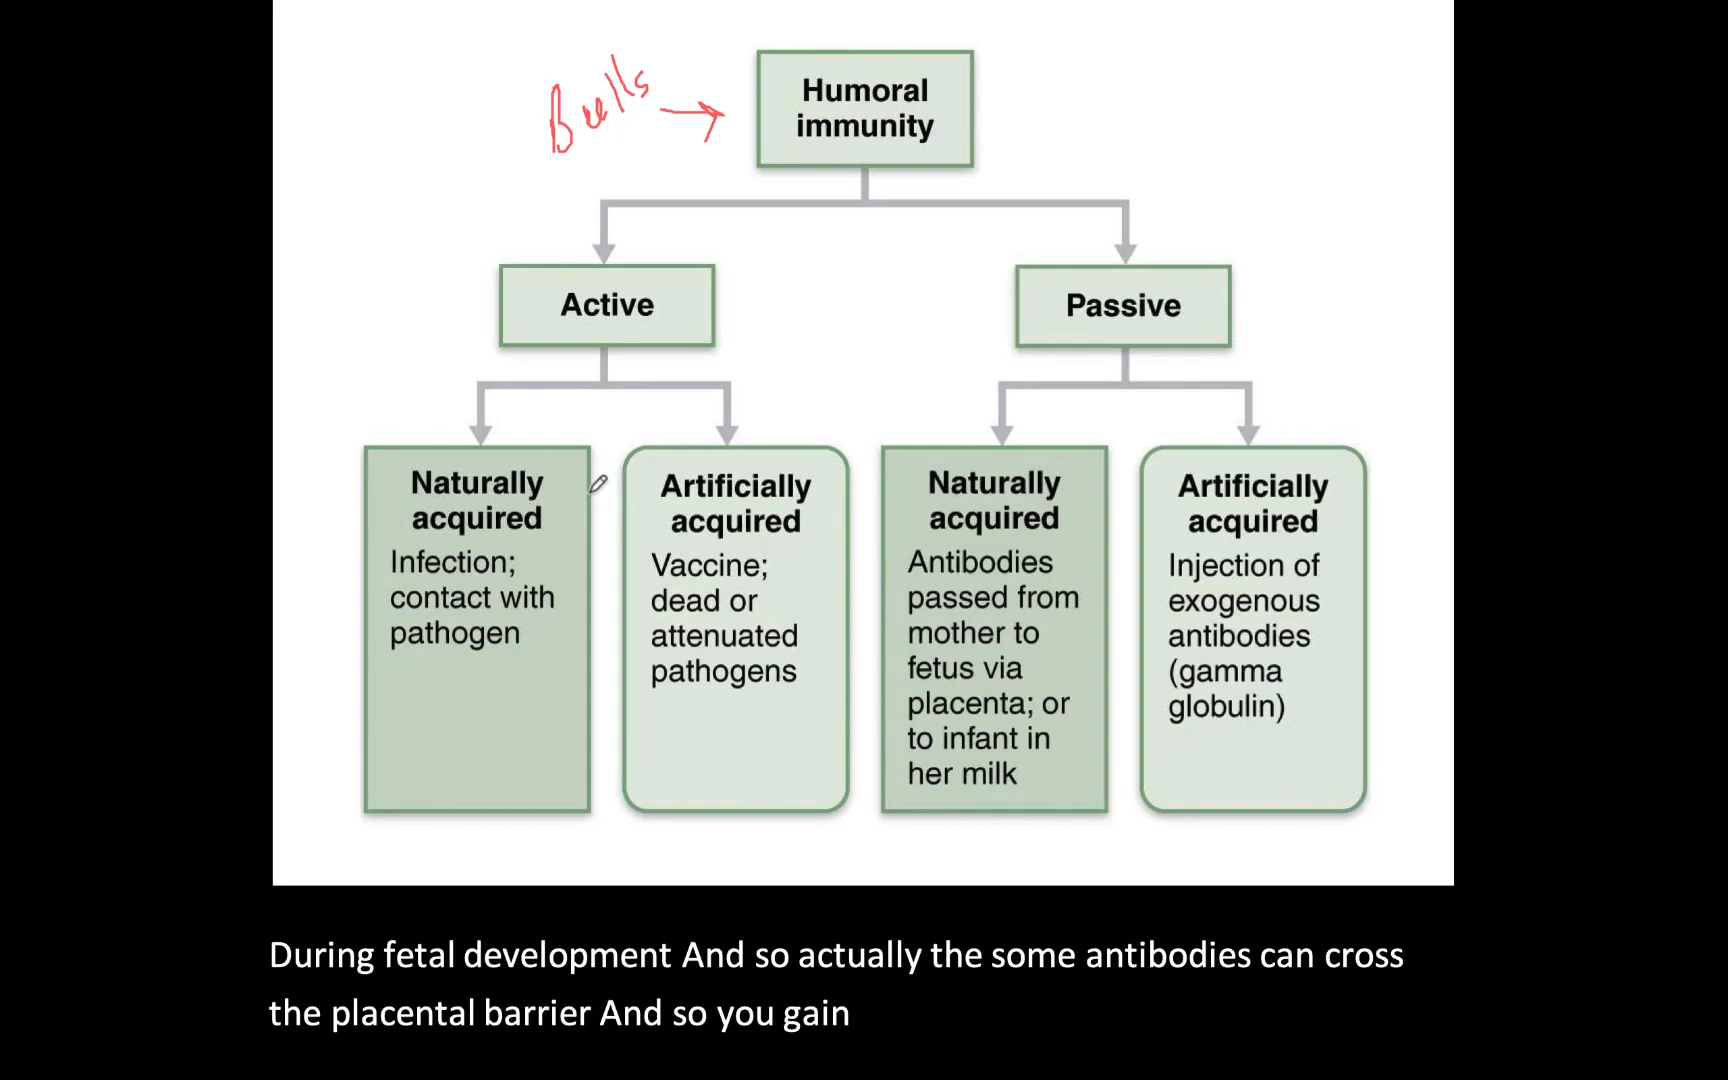 B cells
Humoral
immunity
Active
Passive
Naturally
acquired
Infection;
contact with
pathogen
Artificially
acquired
Vaccine;
dead or
attenuated
pathogens
Naturally
acquired
Antibodies
passed from
mother to
fetus via
placenta; or
to infant in
her milk
Artificially
acquired
Injection of
exogenous
antibodies
(gamma
globulin)
During fetal development And so actually the some antibodies can cross
the placental barrier And so you gain